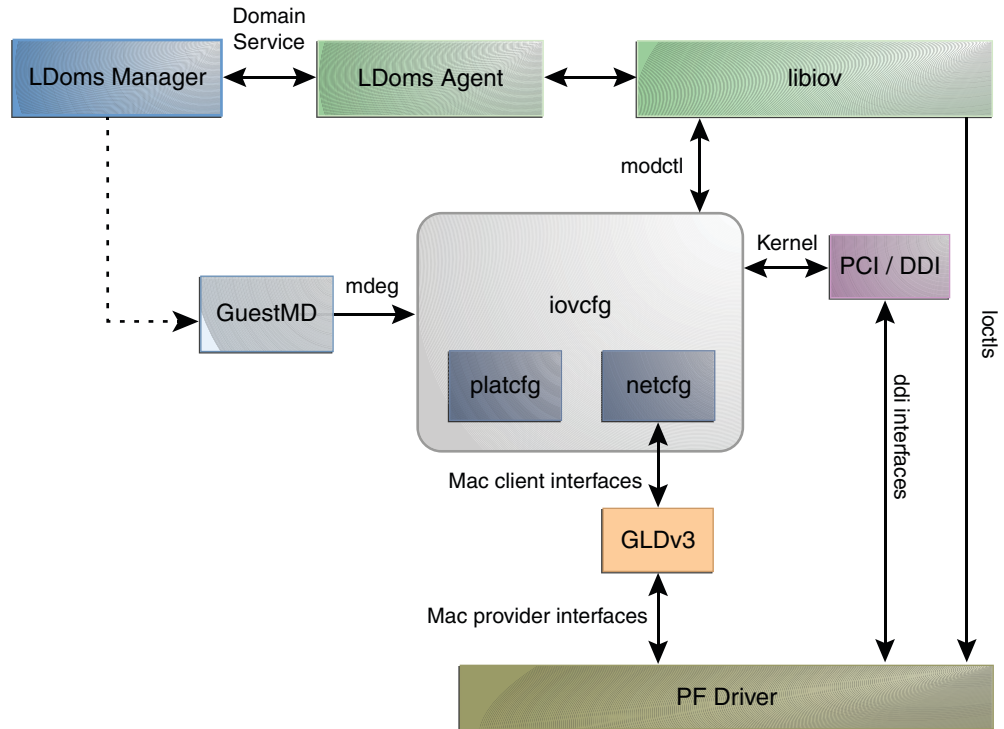 Domain
Service
LDoms Manager
LDoms Agent
libiov
modctl
Kernel
PCI / DDI
mdeg
GuestMD
iovcfg
Ioctls
platcfg
netcfg
ddi interfaces
Mac client interfaces
GLDv3
Mac provider interfaces
PF Driver